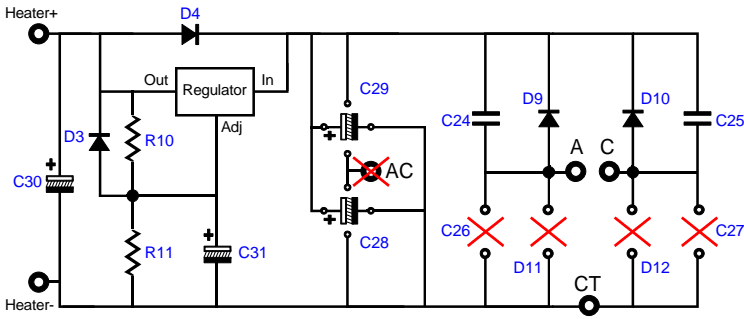 Heater+
D4
Out
Regulator
In
Adj
D3
R10
C30
R11
C31
Heater-
C29
AC
C28
C24
D9
D10
C25
A
C
C26
D11
D12
C27
CT
+
+
+
+